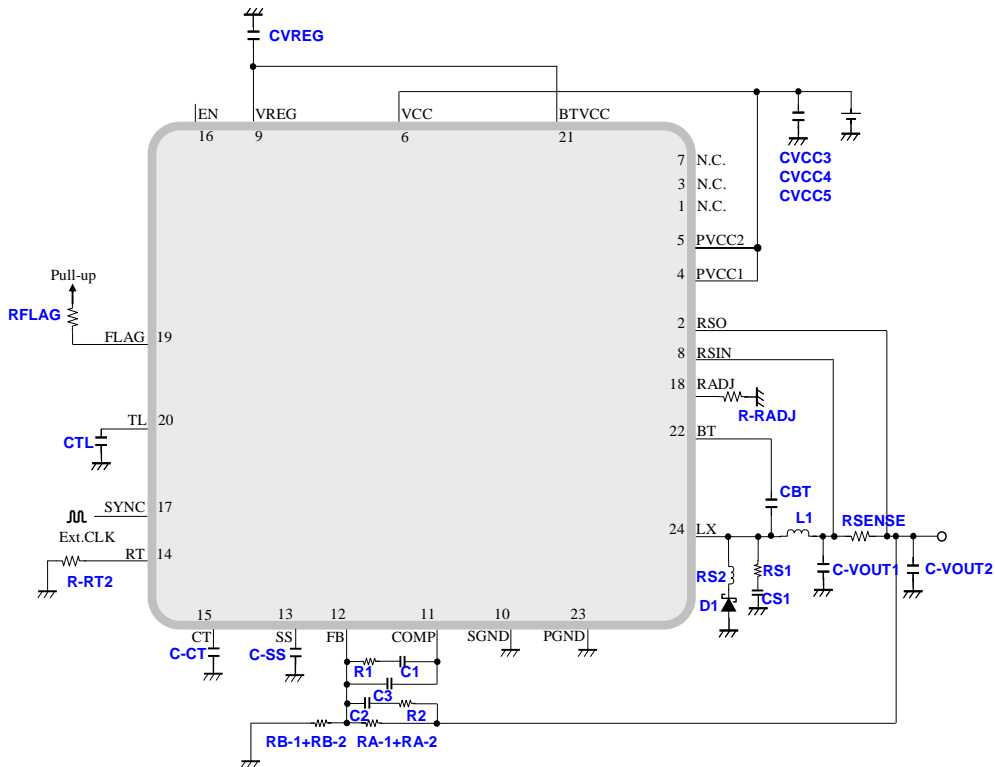 CVREG
EN
VREG
VCC
BTVCC
16
9
6
21
7 N.C.
3 N.C.
1 N.C.
CVCC3
CVCC4
CVCC5
5 PVCC2
4 PVCC1
Pull-up
RFLAG
FLAG 19
2 RSO
8 RSIN
18 RADJ
R-RADJ
TL 20
CTL
22 BT
CBT
SYNC 17
Ext.CLK
RT 14
R-RT2
24 LX
L1
RSENSE
RS2
RS1
C-VOUT1
C-VOUT2
D1
CS1
15
13
12
11
10
23
CT
SS
FB
COMP
SGND
PGND
C-CT
C-SS
R1
C1
C3
C2
R2
RB-1+RB-2
RA-1+RA-2